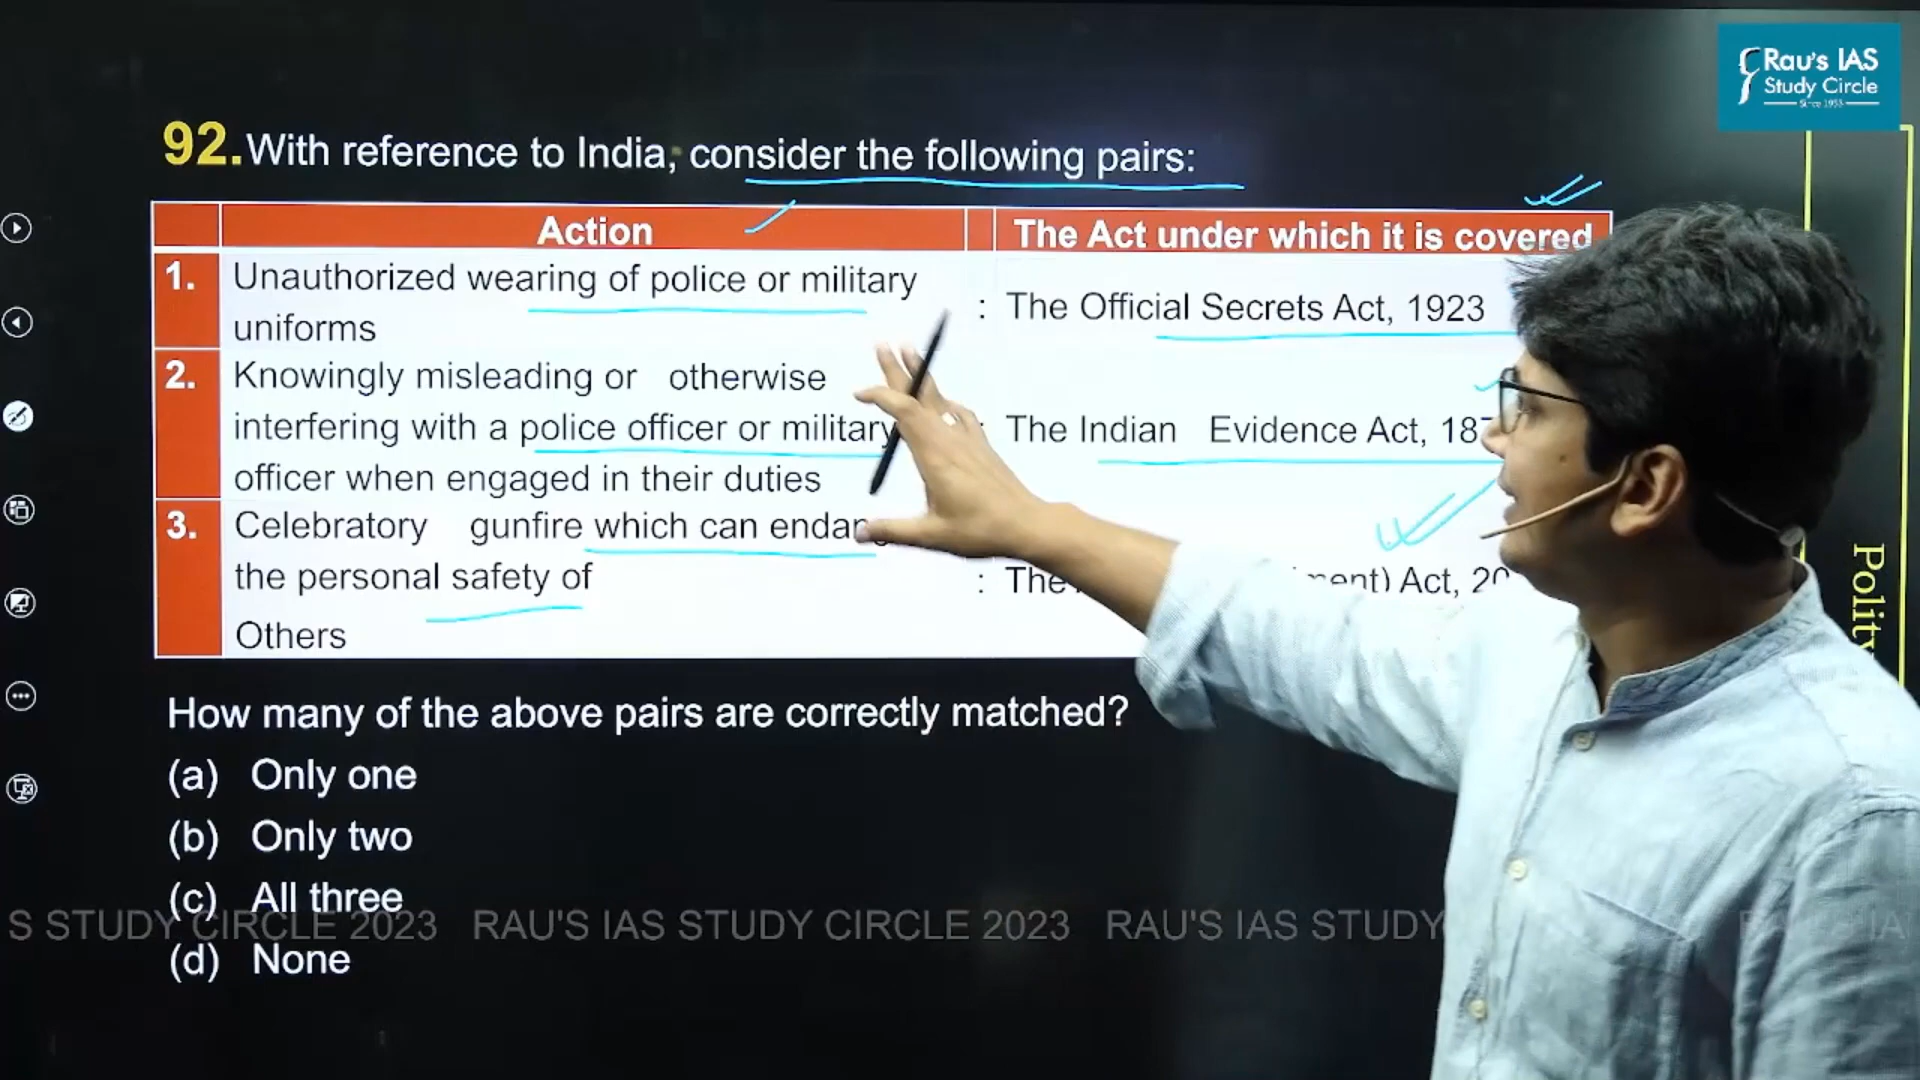 Rau's IAS
Study Circle
Since 1953
92. With reference to India, consider the following pairs:
Action
The Act under which it is covered
1. Unauthorized wearing of police or military
uniforms
: The Official Secrets Act, 1923
2. Knowingly misleading or otherwise
interfering with a police officer or military
officer when engaged in their duties
The Indian Evidence Act, 18
3. Celebratory gunfire which can
the personal safety of
Others
: The Act,
How many of the above pairs are correctly matched?
(a) Only one
(b) Only two
(c) All three
(d) None
S STUDY CIRCLE 2023 RAU'S IAS STUDY CIRCLE 2023 RAU'S IAS STUDY
Polity